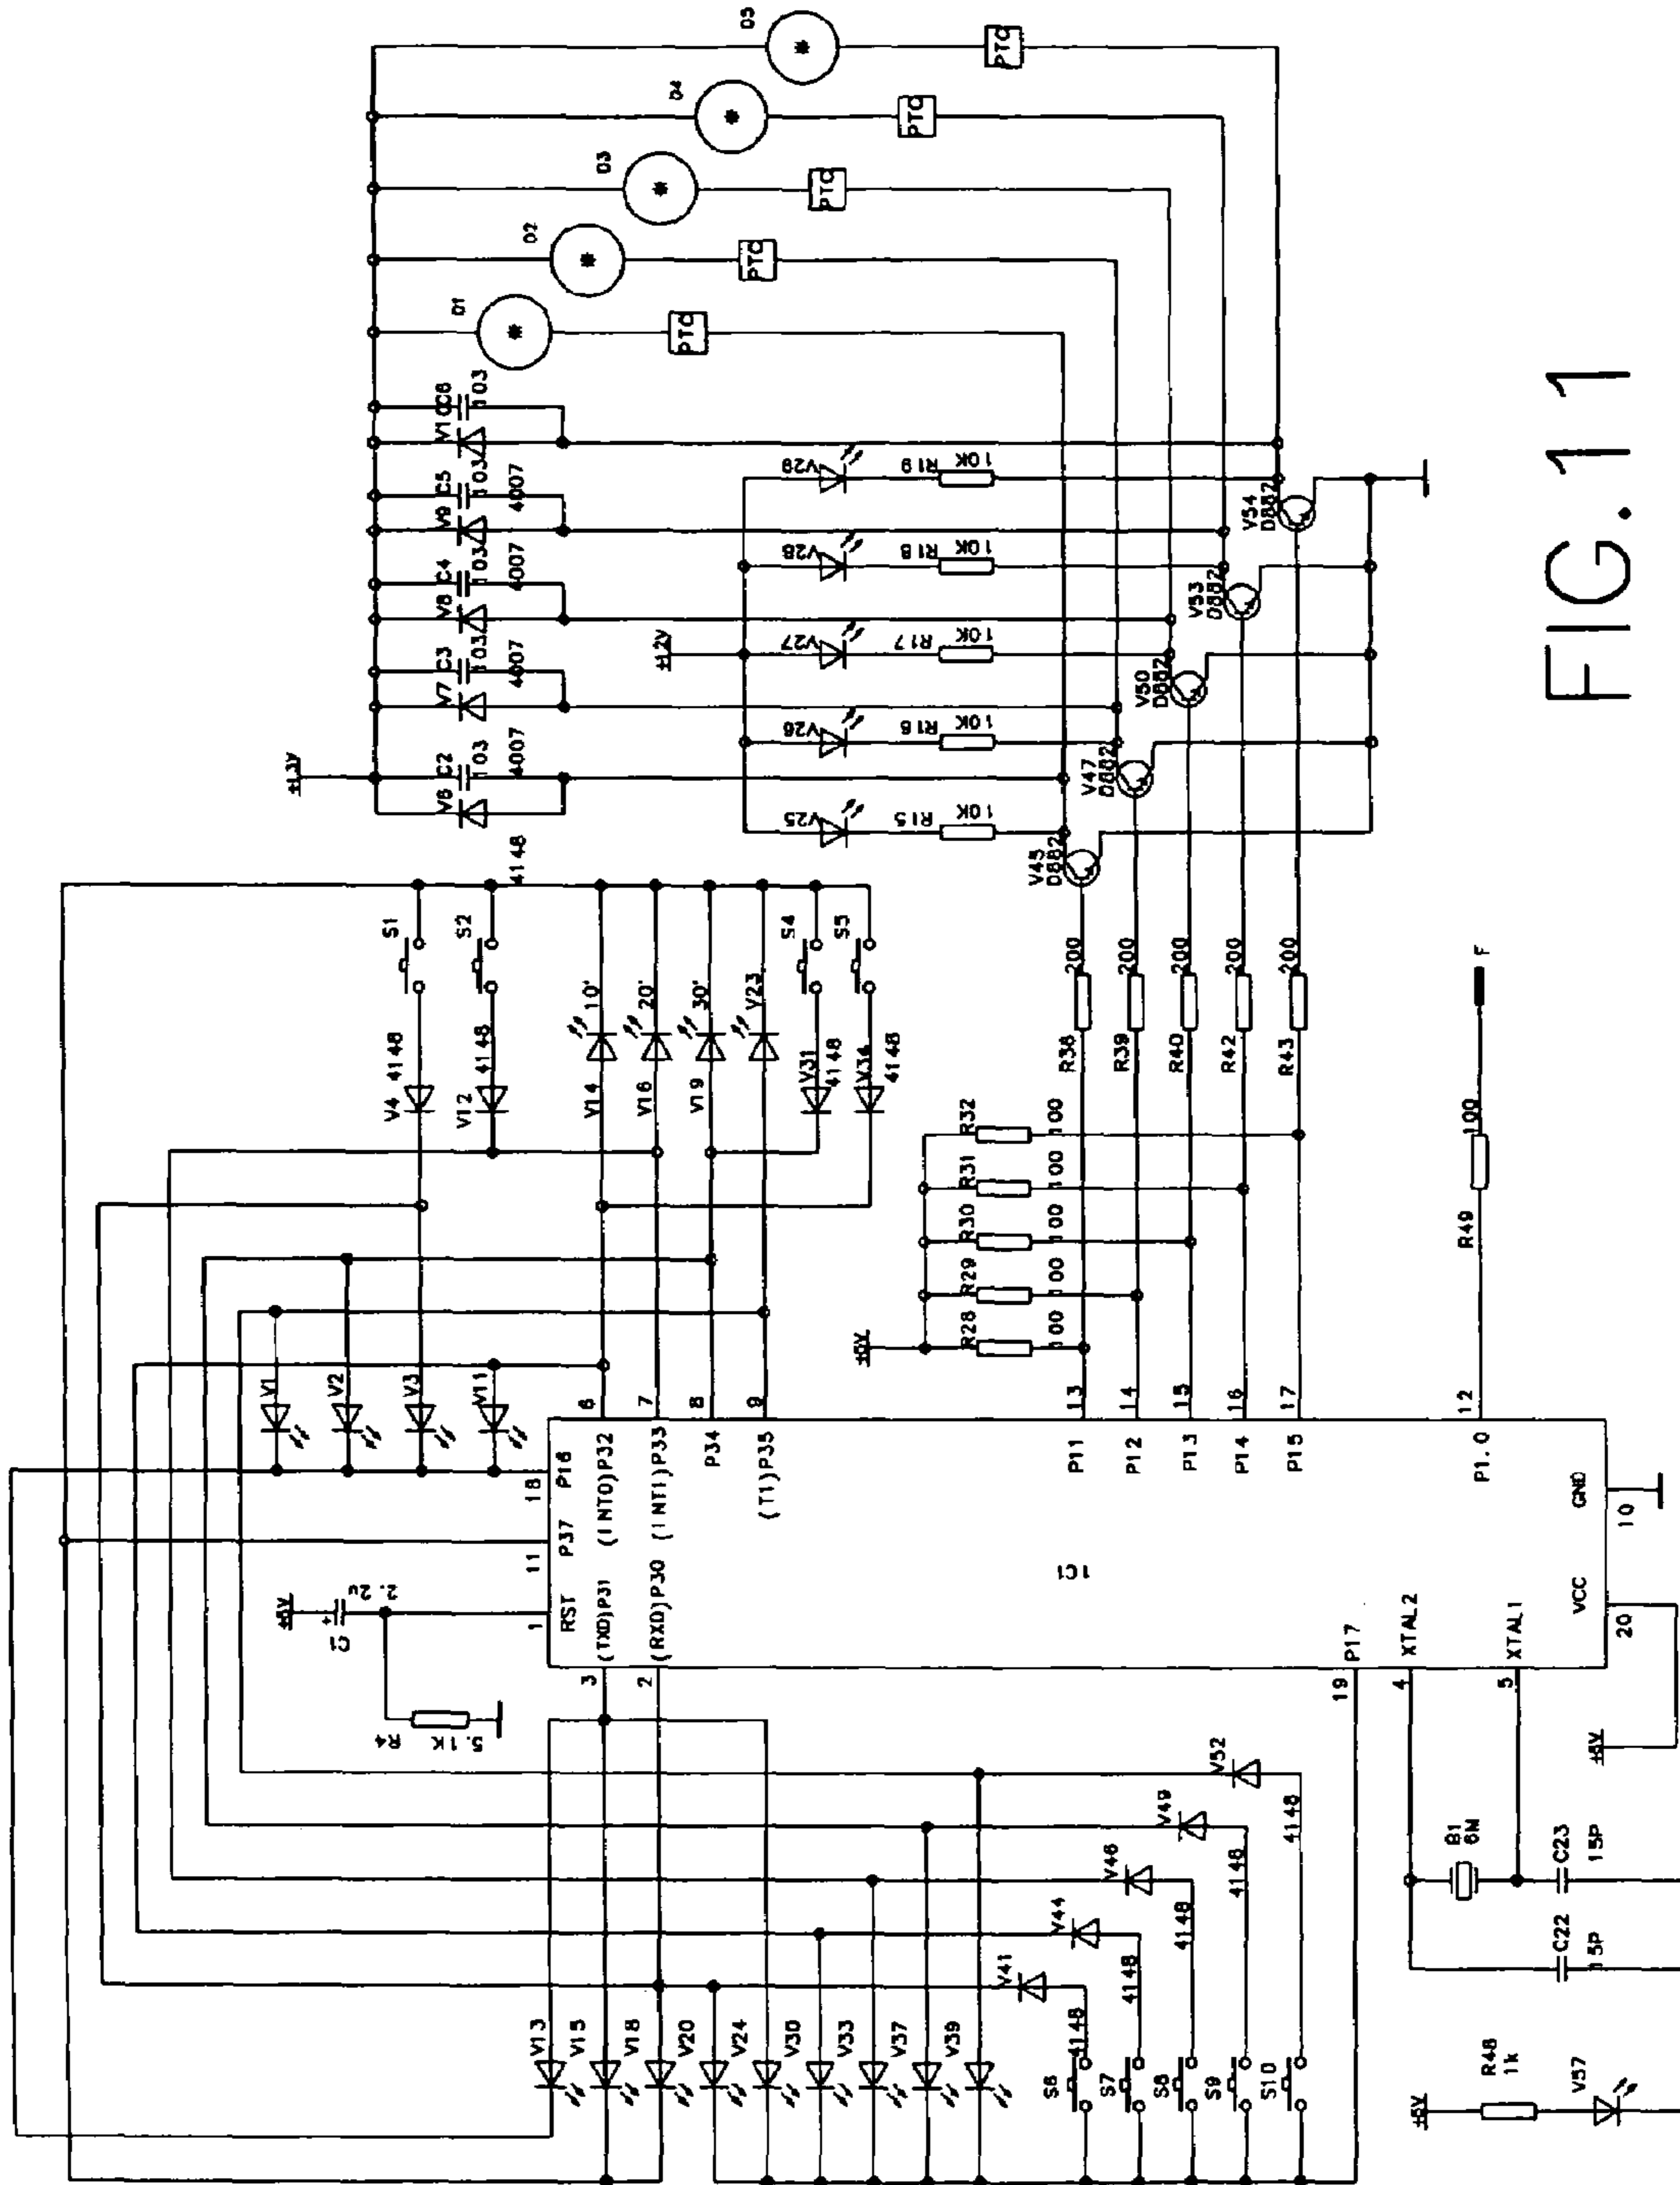 D5
D4
D3
D2
D1
PTC
PTC
PTC
PTC
PTC
V10
C6
103
V9
C5
103
4007
V8
C4
103
4007
V7
C3
103
4007
+12V
V6
C2
103
4007
4148
V29
R19
10K
V28
R18
10K
+12V
V27
R17
10K
V26
R16
10K
V25
R15
10K
V54
D882
V53
D882
V50
D882
V47
D882
V45
D882
S1
4148
V4
S2
4148
V12
10'
V14
20'
V16
30'
V19
V23
S4
V31
4148
S5
V34
4148
200
R38
200
R39
200
R40
200
R42
200
R43
R32
100
R31
100
R30
100
R29
100
R28
100
+5V
F
100
R49
V1
V2
V3
V11
6
7
8
9
13
14
15
16
17
12
18
P16
11
P37
1
RST
(INT0)P32
(INT1)P33
P34
(T1)P35
P11
P12
P13
P14
P15
P1.0
(TXD)P31
(RXD)P30
IC1
P17
XTAL2
XTAL1
VCC
GND
10
20
3
2
19
4
5
+5V
C1
2.2u
R4
5.1K
+5V
V52
4148
V49
4148
V46
4148
V44
4148
V41
4148
B1
6M
C23
15P
C22
15P
V13
V15
V18
V20
V24
V30
V33
V37
V39
S6
S7
S8
S9
S10
+5V
R48
1k
V57
FIG. 11